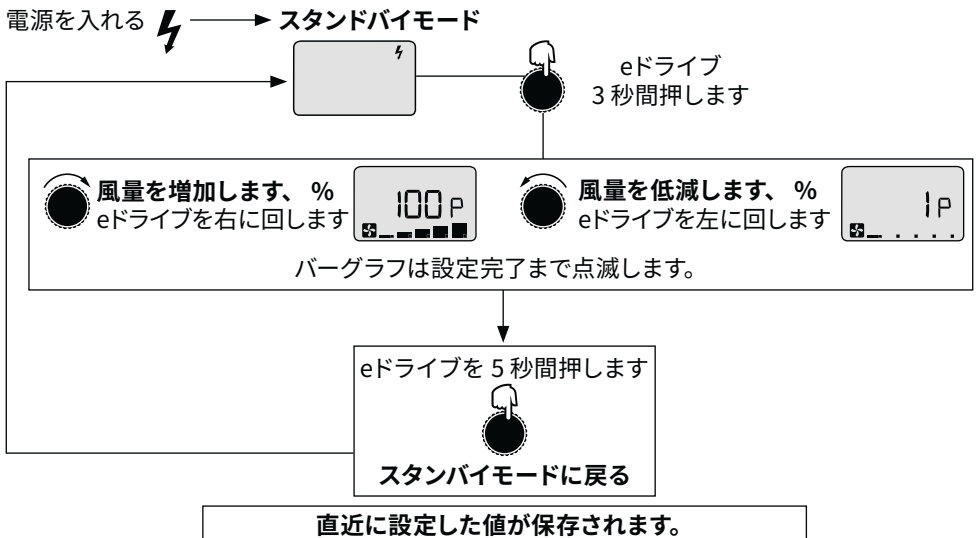 電源を入れる スタンドバイモード
eドライブ
3 秒間押します
風量を増加します、 %
eドライブを右に回します
100 P
風量を低減します、 %
eドライブを左に回します
1P
バーグラフは設定完了まで点滅します。
eドライブを 5 秒間押します
スタンバイモードに戻る
直近に設定した値が保存されます。